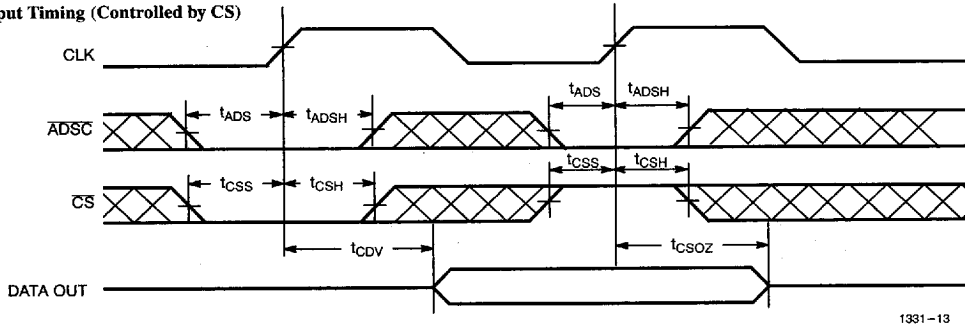 put Timing (Controlled by CS)
CLK
tADS tADSH tADS tADSH
ADSC
tCSS tCSH tCSS tCSH
CS
tCDV tCSOZ
DATA OUT
1331-13